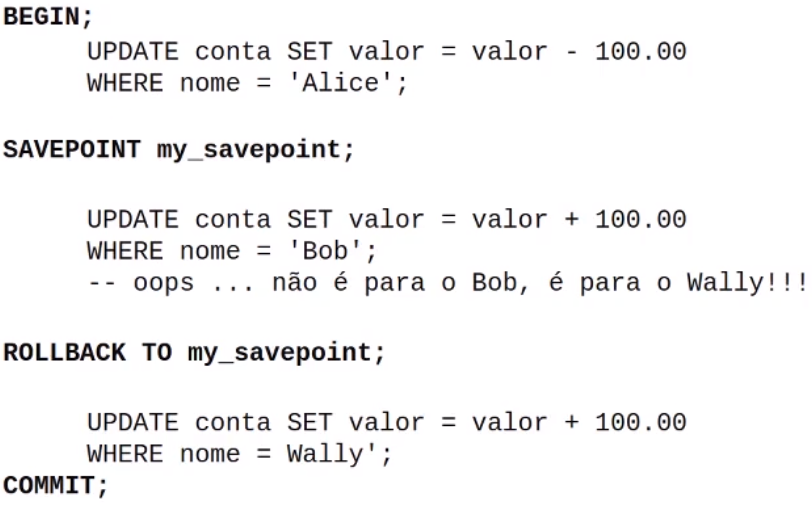 BEGIN;
UPDATE conta SET valor = valor - 100.00
WHERE nome = 'Alice';
SAVEPOINT my_savepoint;
UPDATE conta SET valor = valor + 100.00
WHERE nome = 'Bob';
-- oops ... não é para o Bob, é para o Wally!!!
ROLLBACK TO my_savepoint;
UPDATE conta SET valor = valor + 100.00
WHERE nome = Wally';
COMMIT;